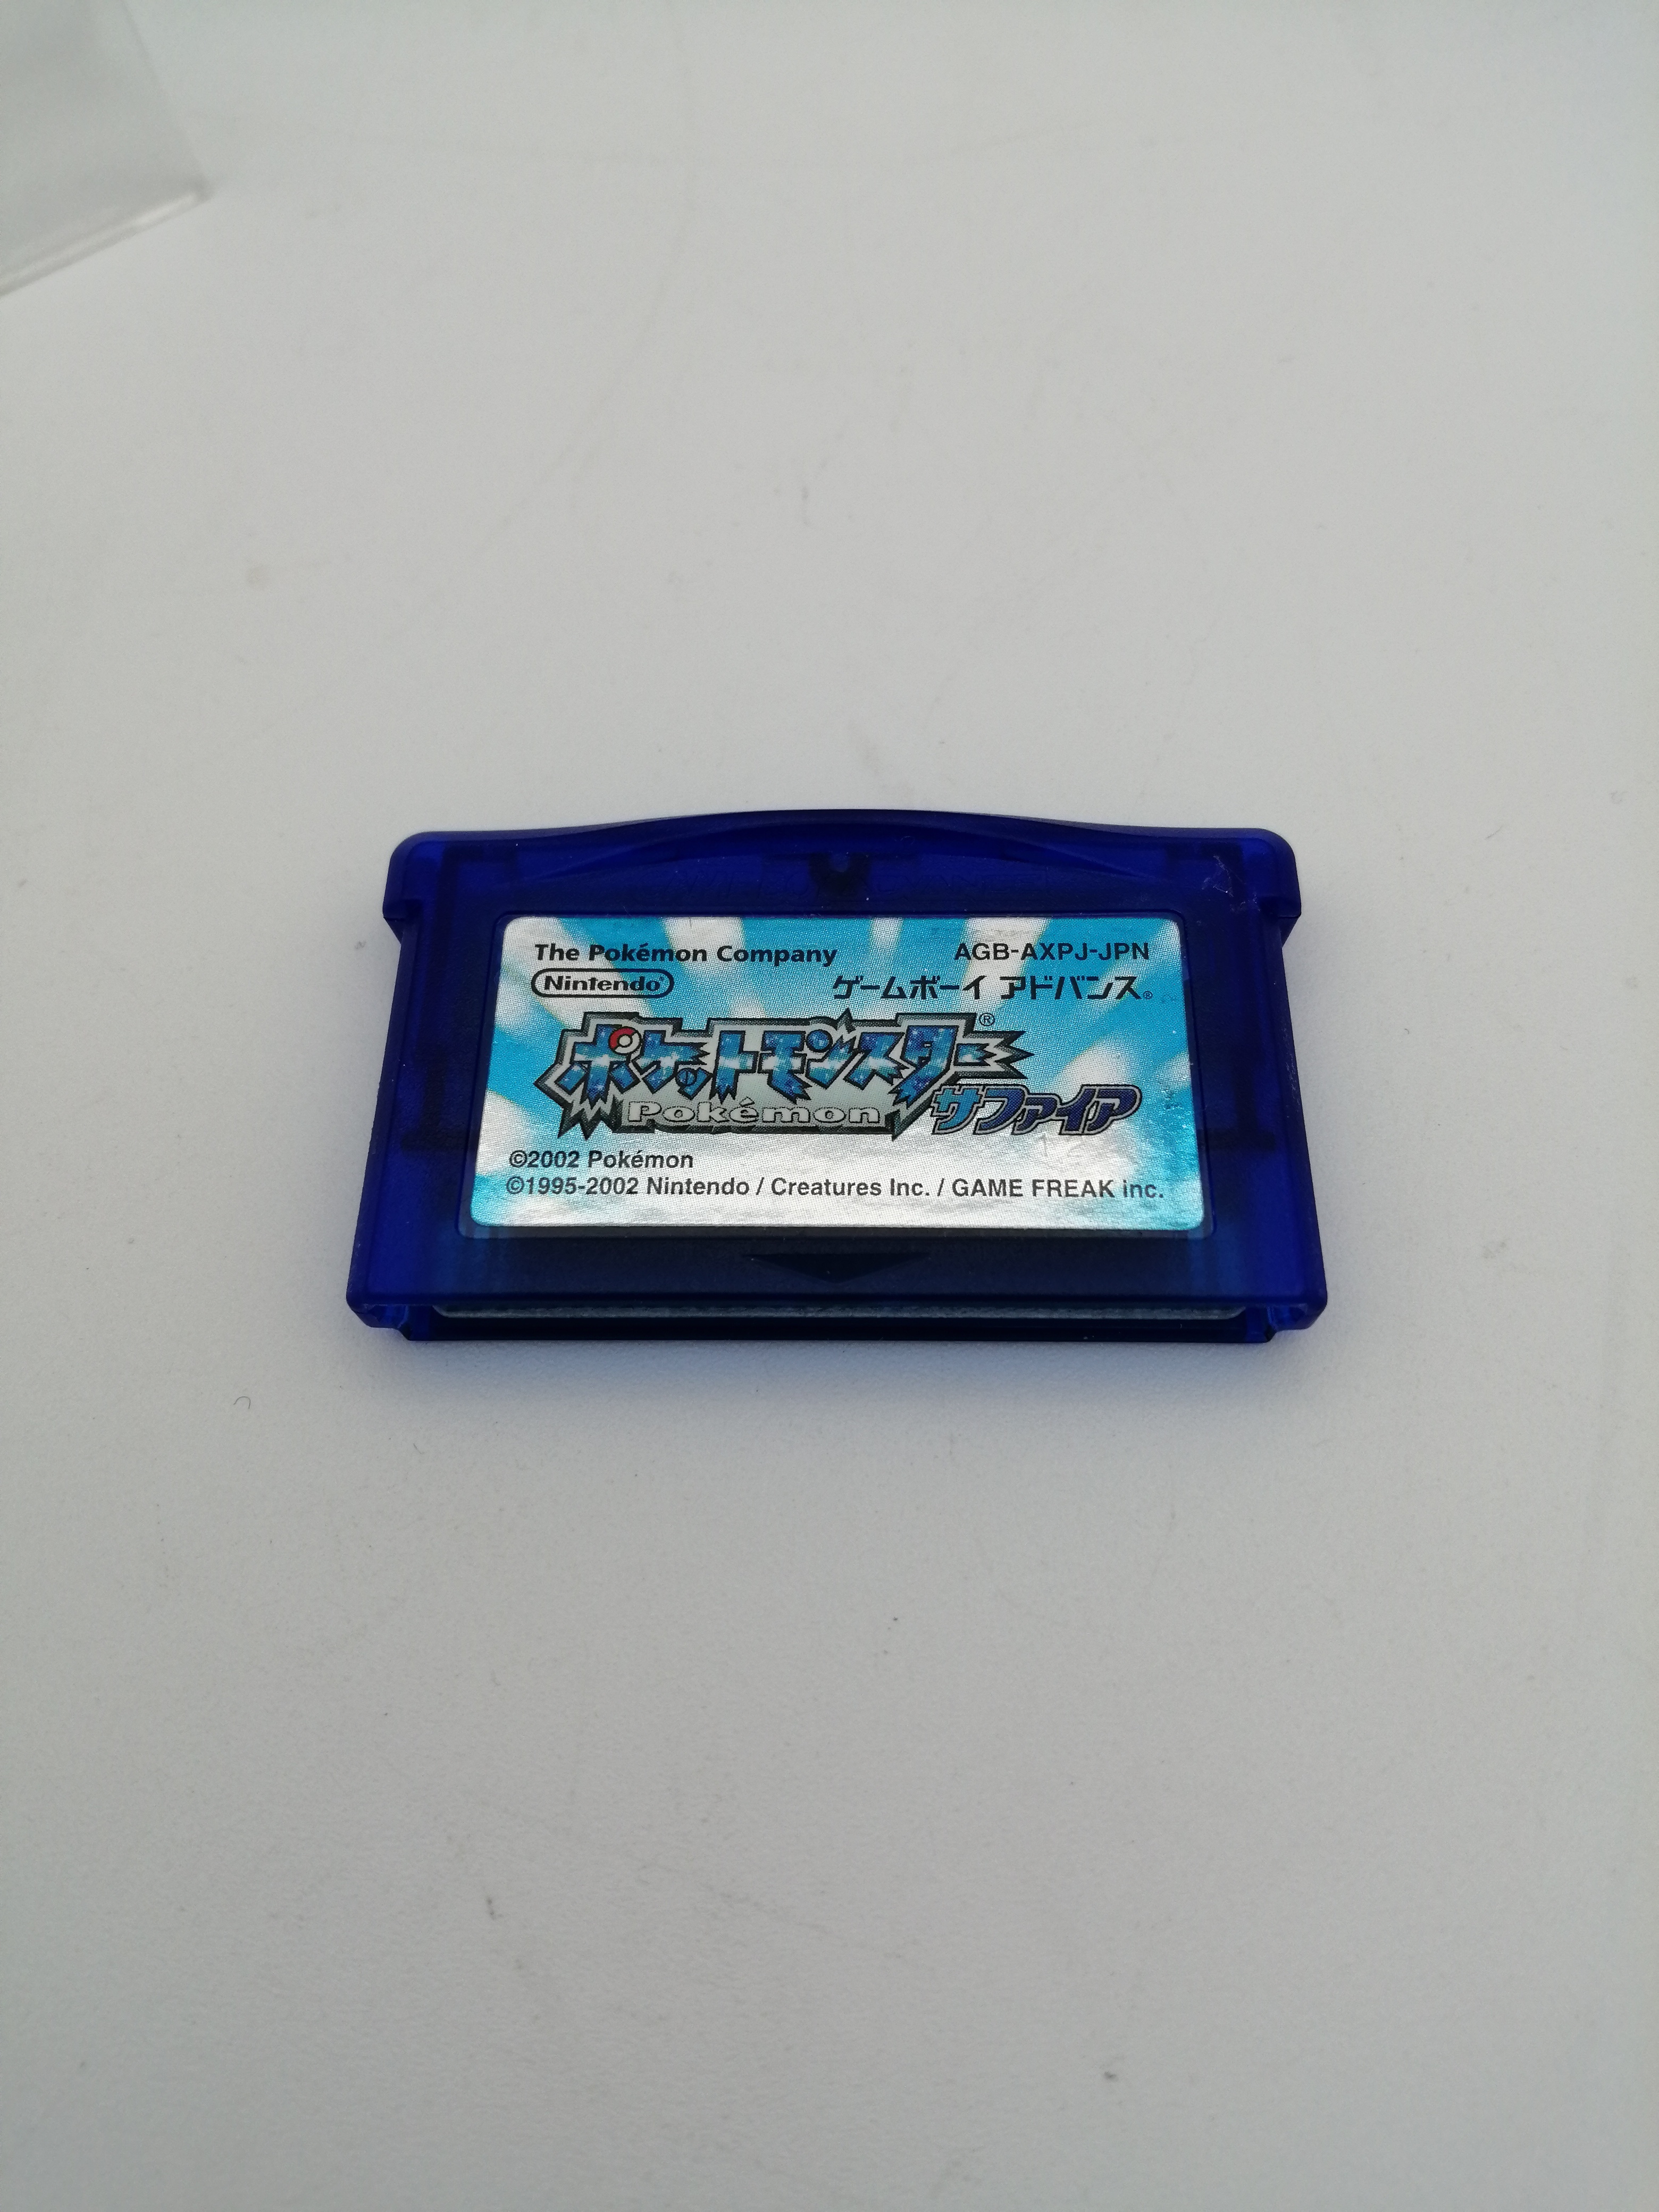 The Pokémon Company
AGB-AXPJ-JPN
Nintendo®
ゲームボーイ アドバンス®
ポケットモンスター®
Pokémon
サファイア
©2002 Pokémon
©1995-2002 Nintendo / Creatures Inc. / GAME FREAK inc.